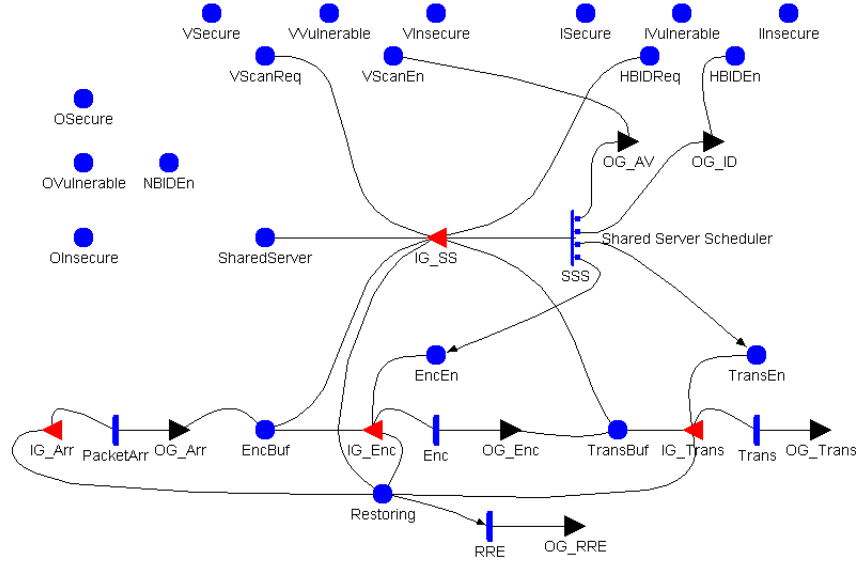 VSecure
VVulnerable
VInsecure
ISecure
IVulnerable
IInsecure
VScanReq
VScanEn
HBIDReq
HBIDEn
OSecure
OG_AV
OG_ID
OVulnerable
NBIDEn
OInsecure
SharedServer
IG_SS
Shared Server Scheduler
SSS
EncEn
TransEn
IG_Arr
PacketArr
OG_Arr
EncBuf
IG_Enc
Enc
OG_Enc
TransBuf
IG_Trans
Trans
OG_Trans
Restoring
RRE
OG_RRE